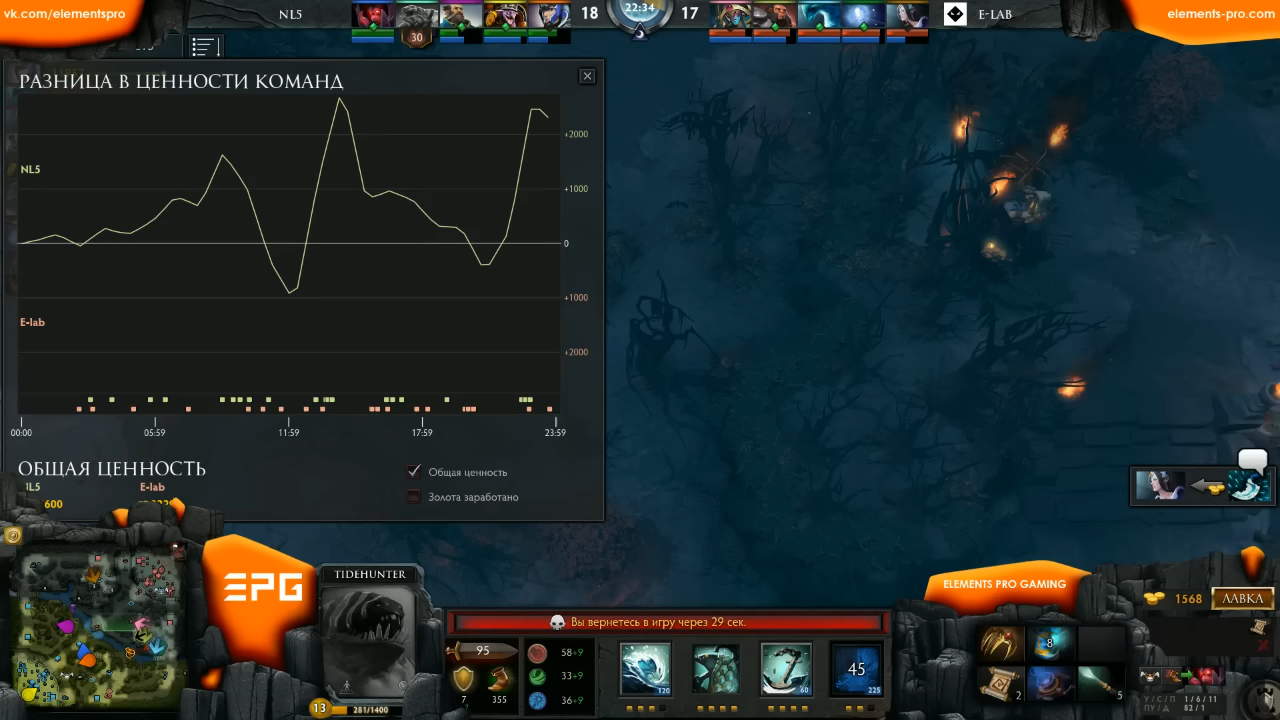 vk.com/elementspro
NL5
18
22:34
17
E-LAB
elements-pro.com
30
РАЗНИЦА В ЦЕННОСТИ КОМАНД
+2000
NL5
+1000
0
+1000
E-lab
+2000
00:00
05:59
11:59
17:59
23:59
ОБЩАЯ ЦЕННОСТЬ
E-lab
600
Общая ценность
Золота заработано
EPG
TIDEHUNTER
13
281/1400
Вы вернетесь в игру через 29 сек.
95
7
355
58+9
33+9
36+9
120
60
45
225
ELEMENTS PRO GAMING
8
2
5
1568
ЛАВКА
У/С/П 1/6/11
ПУ/Д 82/1